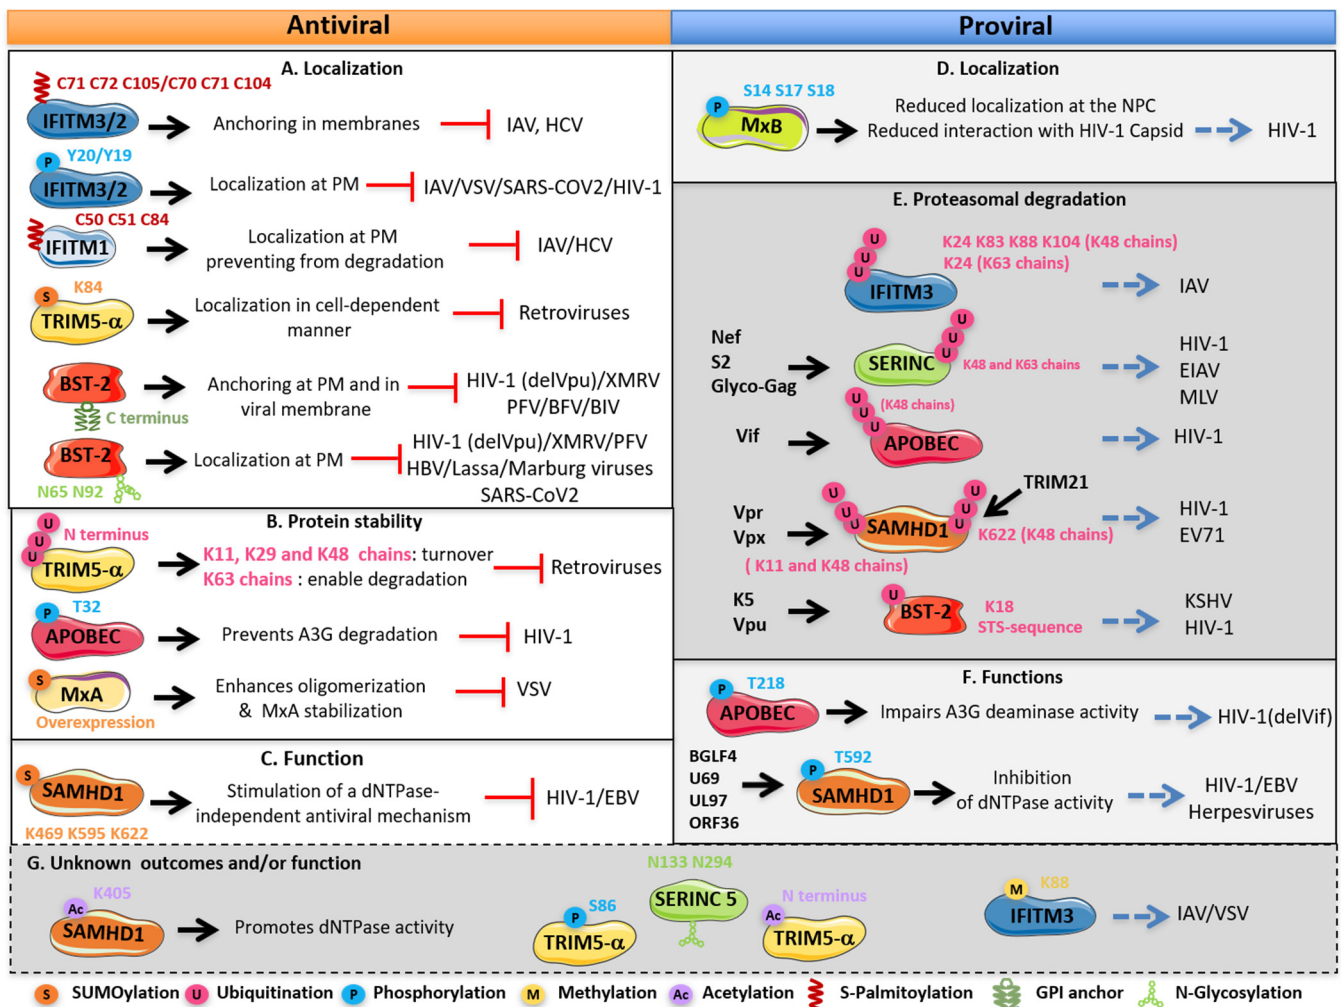 Antiviral
Proviral
A. Localization
C71 C72 C105/C70 C71 C104
IFITM3/2
Anchoring in membranes
IAV, HCV
P
Y20/Y19
IFITM3/2
Localization at PM
IAV/VSV/SARS-COV2/HIV-1
C50 C51 C84
IFITM1
Localization at PM
preventing from degradation
IAV/HCV
S
K84
TRIM5-α
Localization in cell-dependent
manner
Retroviruses
BST-2
C terminus
Anchoring at PM and in
viral membrane
HIV-1 (delVpu)/XMRV
PFV/BFV/BIV
BST-2
N65 N92
Localization at PM
HIV-1 (delVpu)/XMRV/PFV
HBV/Lassa/Marburg viruses
SARS-CoV2
B. Protein stability
U
U
U
N terminus
TRIM5-α
K11, K29 and K48 chains: turnover
K63 chains : enable degradation
Retroviruses
P
T32
APOBEC
Prevents A3G degradation
HIV-1
S
MxA
Overexpression
Enhances oligomerization
& MxA stabilization
VSV
C. Function
S
SAMHD1
K469 K595 K622
Stimulation of a dNTPase-
independent antiviral mechanism
HIV-1/EBV
D. Localization
P
S14 S17 S18
MxB
Reduced localization at the NPC
Reduced interaction with HIV-1 Capsid
HIV-1
E. Proteasomal degradation
U
U
U
K24 K83 K88 K104 (K48 chains)
K24 (K63 chains)
IFITM3
IAV
Nef
S2
Glyco-Gag
U
U
U
SERINC
K48 and K63 chains
HIV-1
EIAV
MLV
Vif
U
U
U
(K48 chains)
APOBEC
HIV-1
Vpr
Vpx
U
U
U
SAMHD1
U
U
U
TRIM21
K622 (K48 chains)
( K11 and K48 chains)
HIV-1
EV71
K5
Vpu
U
BST-2
K18
STS-sequence
KSHV
HIV-1
F. Functions
P
T218
APOBEC
Impairs A3G deaminase activity
HIV-1(delVif)
BGLF4
U69
UL97
ORF36
P
T592
SAMHD1
Inhibition
of dNTPase activity
HIV-1/EBV
Herpesviruses
G. Unknown outcomes and/or function
Ac
K405
SAMHD1
Promotes dNTPase activity
P
S86
TRIM5-α
N133 N294
SERINC 5
Ac
N terminus
TRIM5-α
M
K88
IFITM3
IAV/VSV
S SUMOylation U Ubiquitination P Phosphorylation M Methylation Ac Acetylation S-Palmitoylation GPI anchor N-Glycosylation